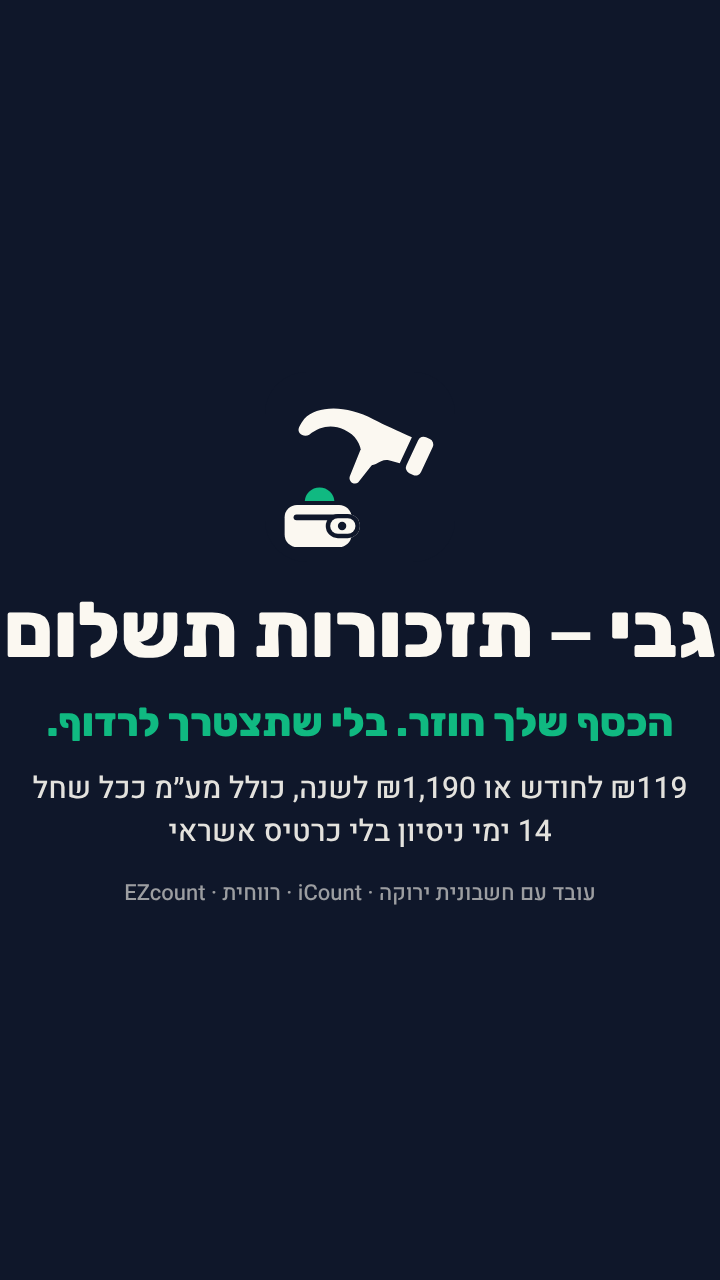 גבי – תזכורות תשלום
הכסף שלך חוזר. בלי שתצטרך לרדוף.
119₪ לחודש או 1,190₪ לשנה, כולל מע״מ ככל שחל
14 ימי ניסיון בלי כרטיס אשראי
עובד עם חשבונית ירוקה · iCount · רווחית · EZcount